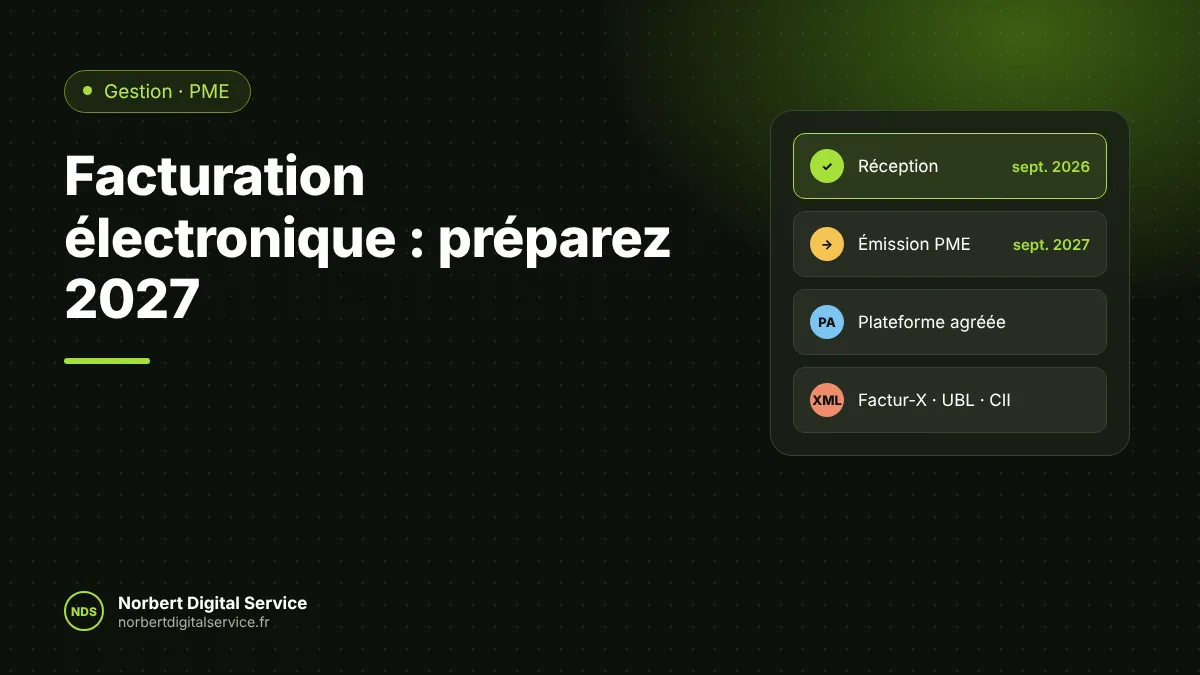 Gestion · PME
Facturation
électronique : préparez
2027
✓ Réception sept. 2026
→ Émission PME sept. 2027
PA Plateforme agréée
XML Factur-X · UBL · CII
NDS
Norbert Digital Service
norbertdigitalservice.fr